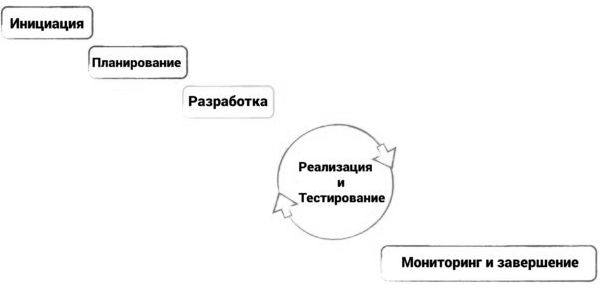 Инициация
Планирование
Разработка
Реализация
и
Тестирование
Мониторинг и завершение